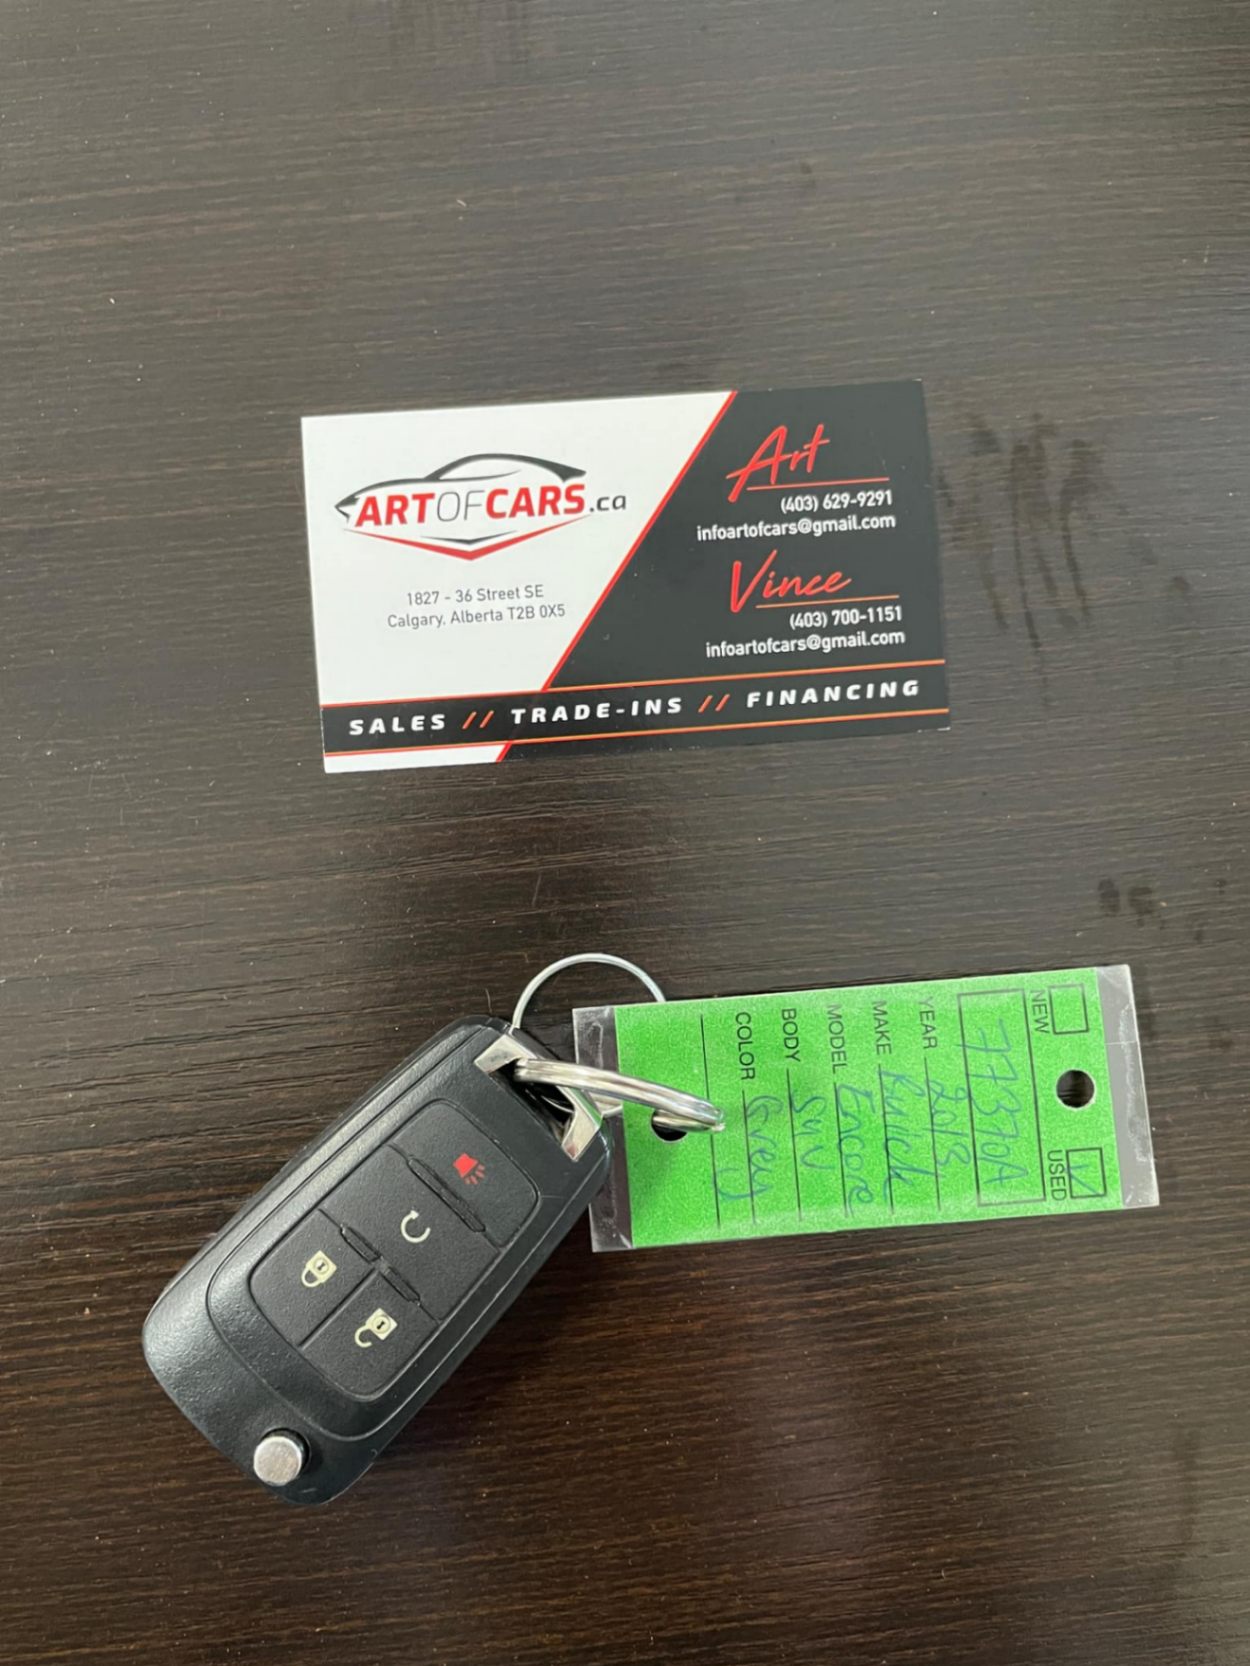 ARTOFCARS.ca
1827 - 36 Street SE
Calgary, Alberta T2B 0X5
Art
(403) 629-9291
infoartofcars@gmail.com
Vince
(403) 700-1151
infoartofcars@gmail.com
SALES // TRADE-INS // FINANCING
NEW
USED
77370A
YEAR 2013
MAKE Buick
MODEL Encore
BODY SUV
COLOR Grey